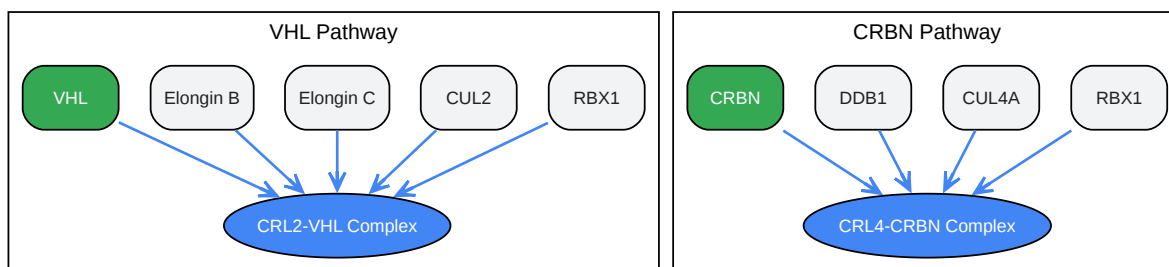 VHL Pathway
VHL
Elongin B
Elongin C
CUL2
RBX1
CRL2-VHL Complex
CRBN Pathway
CRBN
DDB1
CUL4A
RBX1
CRL4-CRBN Complex